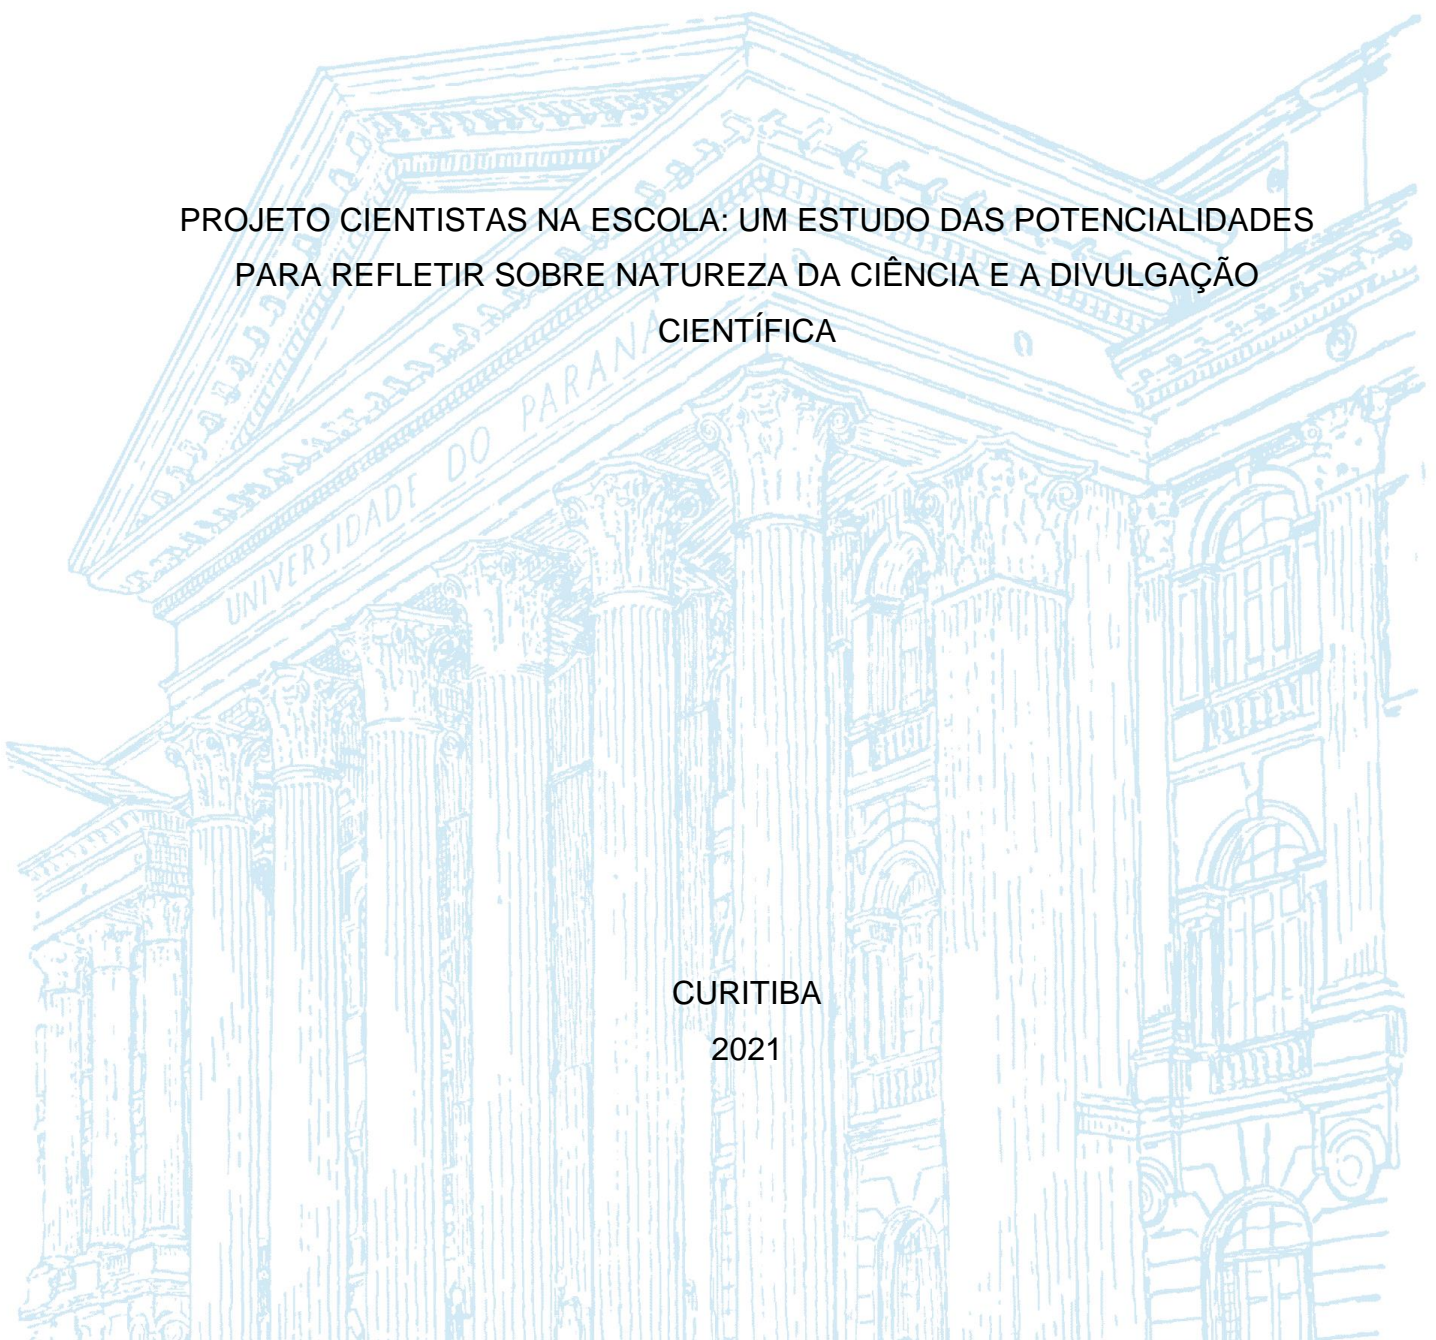 PROJETO CIENTISTAS NA ESCOLA: UM ESTUDO DAS POTENCIALIDADES
PARA REFLETIR SOBRE NATUREZA DA CIÊNCIA E A DIVULGAÇÃO
CIENTÍFICA
UNIVERSIDADE DO PARANÁ
CURITIBA
2021